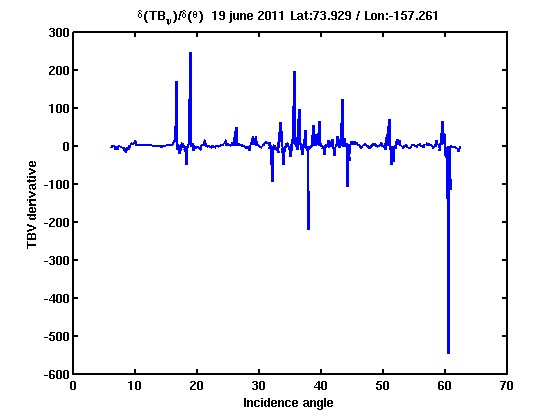 δ(TBν)/δ(θ) 19 june 2011 Lat:73.929 / Lon:-157.261
300
200
100
0
-100
-200
-300
-400
-500
-600
TBV derivative
0 10 20 30 40 50 60 70
Incidence angle